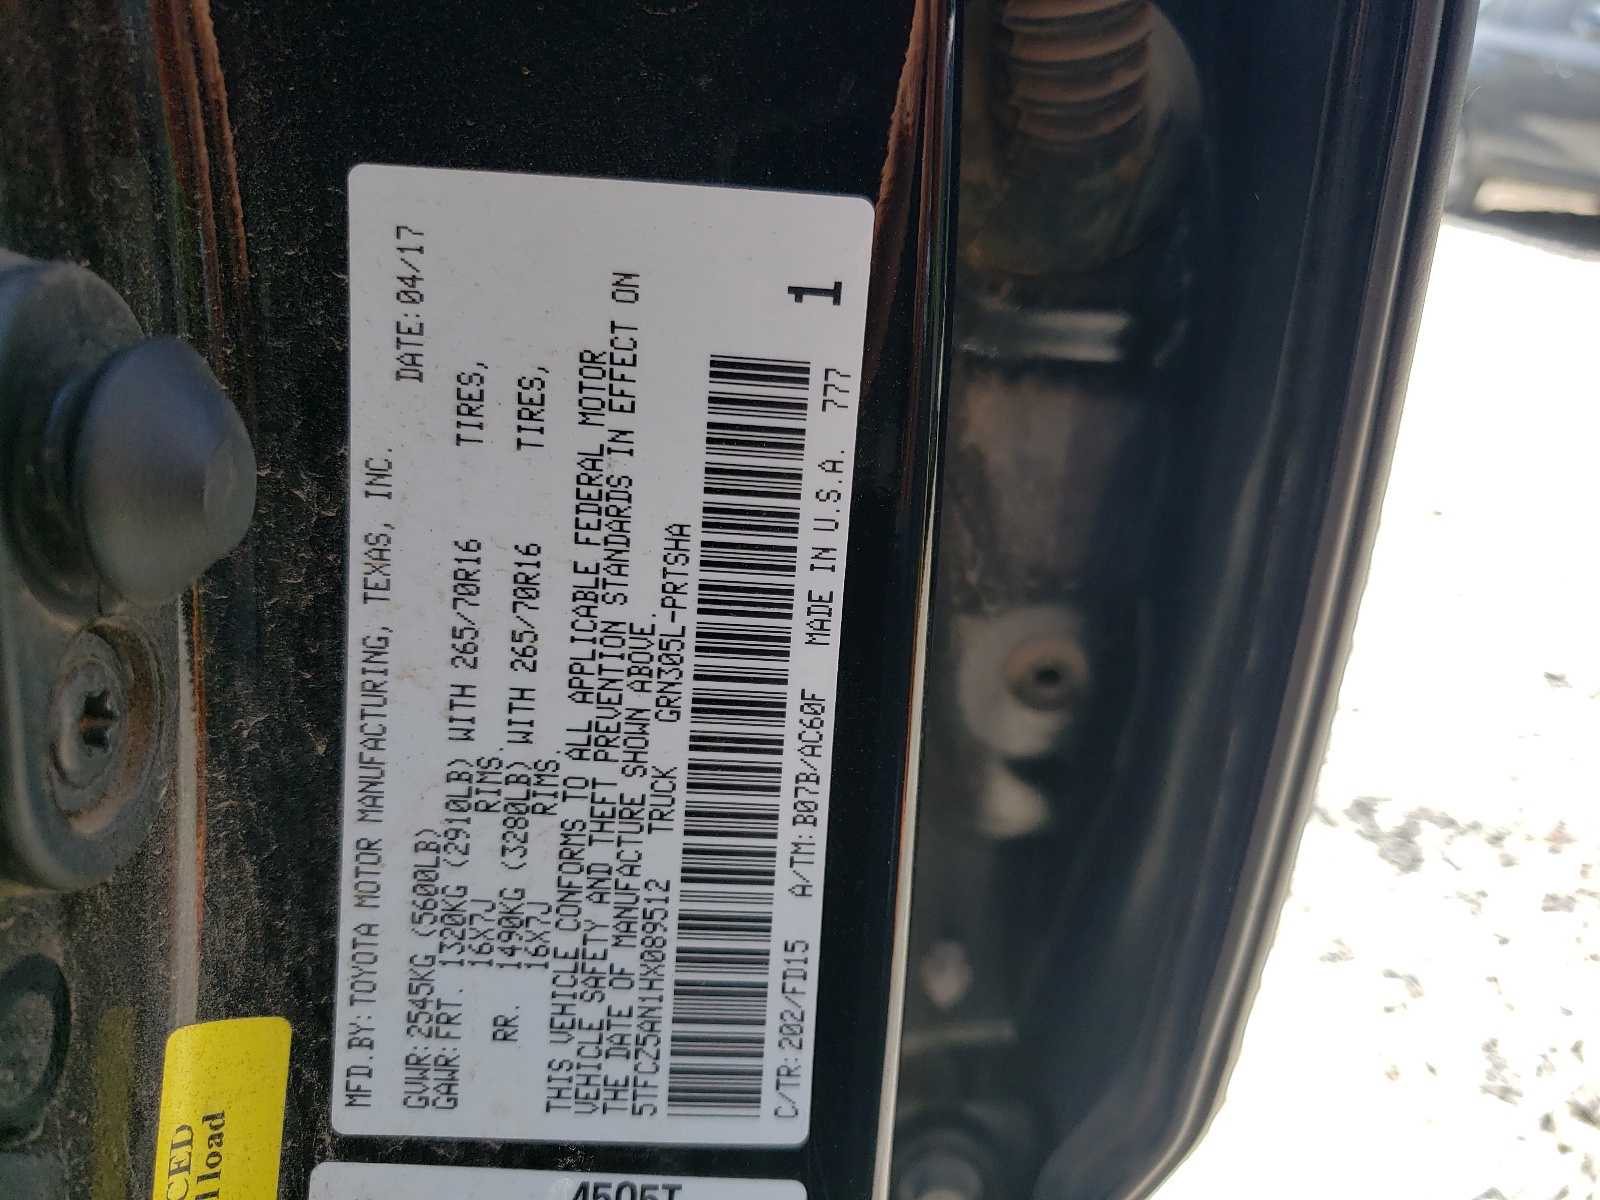 MFD.BY:TOYOTA MOTOR MANUFACTURING, TEXAS, INC.
DATE:04/17
GVWR:2545KG (5600LB)
GAWR:FRT. 1320KG (2910LB) WITH 265/70R16 TIRES,
16X7J RIMS.
RR. 1490KG (3280LB) WITH 265/70R16 TIRES,
16X7J RIMS.
THIS VEHICLE CONFORMS TO ALL APPLICABLE FEDERAL MOTOR
VEHICLE SAFETY AND THEFT PREVENTION STANDARDS IN EFFECT ON
THE DATE OF MANUFACTURE SHOWN ABOVE.
5TFCZ5AN1HX089512 TRUCK GRN305L-PRTSHA
1
C/TR:202/FD15 A/TM:B07B/AC60F MADE IN U.S.A. 777
CED
load